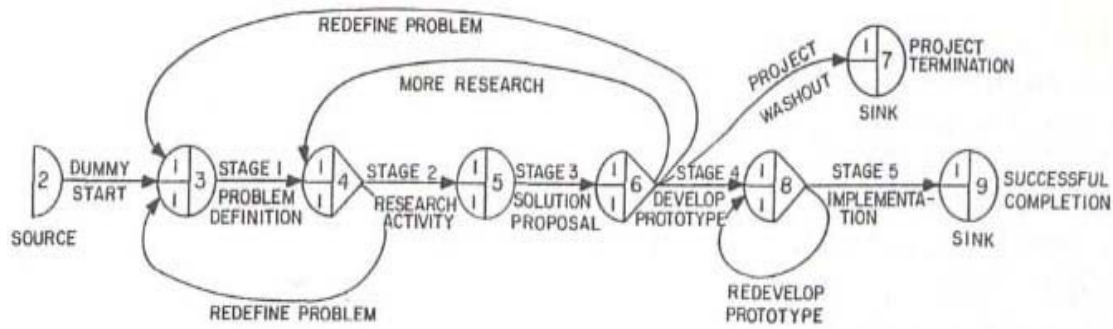 REDEFINE PROBLEM
MORE RESEARCH
PROJECT
WASHOUT
1
7
PROJECT
TERMINATION
SINK
2
DUMMY
START
SOURCE
1
1
3
STAGE 1
PROBLEM
DEFINITION
1
1
4
STAGE 2
RESEARCH
ACTIVITY
1
1
5
STAGE 3
SOLUTION
PROPOSAL
1
1
6
STAGE 4
DEVELOP
PROTOTYPE
1
1
8
STAGE 5
IMPLEMENTA-
TION
1
9
SUCCESSFUL
COMPLETION
SINK
REDEFINE PROBLEM
REDEVELOP
PROTOTYPE